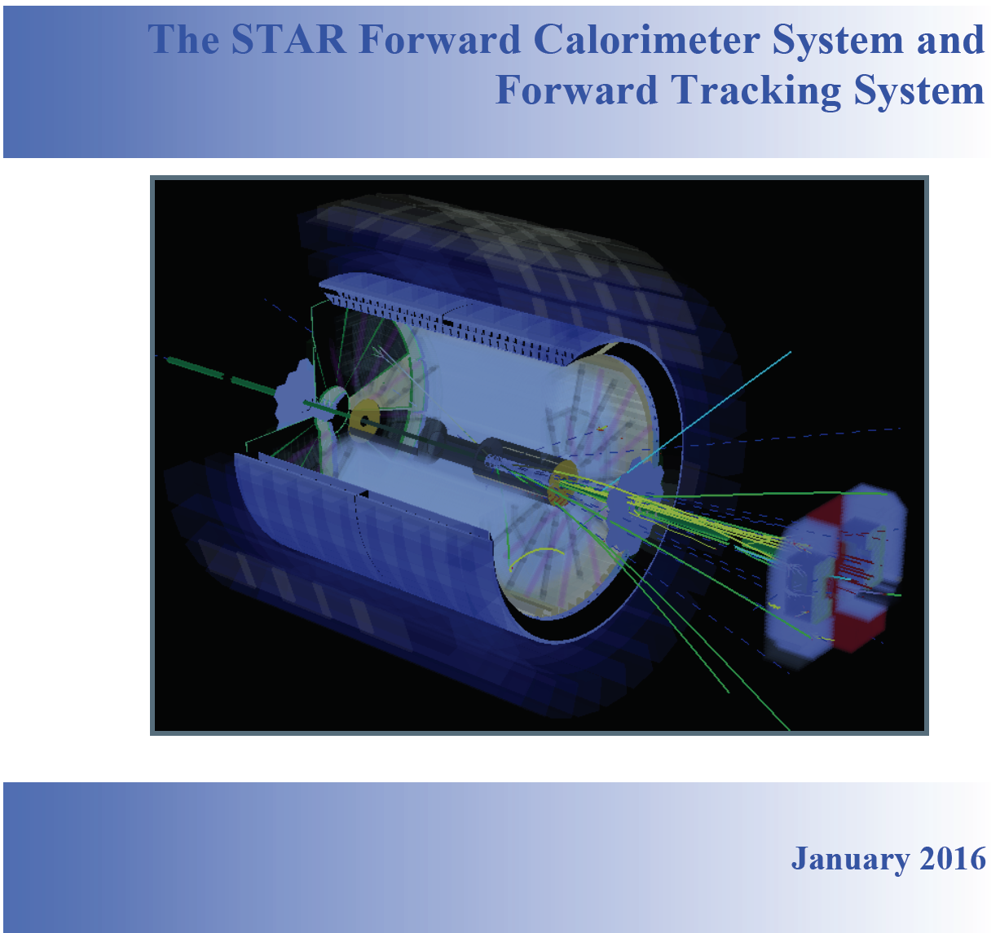 The STAR Forward Calorimeter System and
Forward Tracking System
January 2016